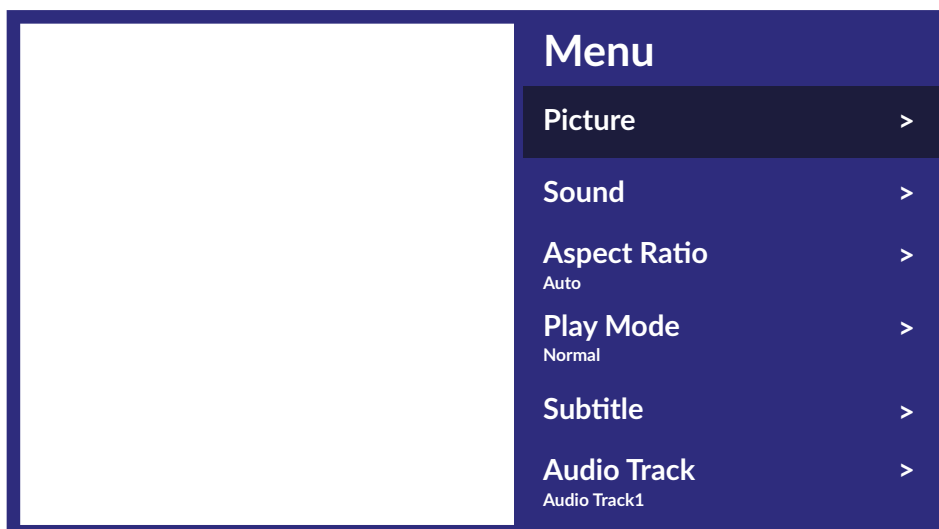 Menu
Picture >
Sound >
Aspect Ratio >
Auto
Play Mode >
Normal
Subtitle >
Audio Track >
Audio Track1